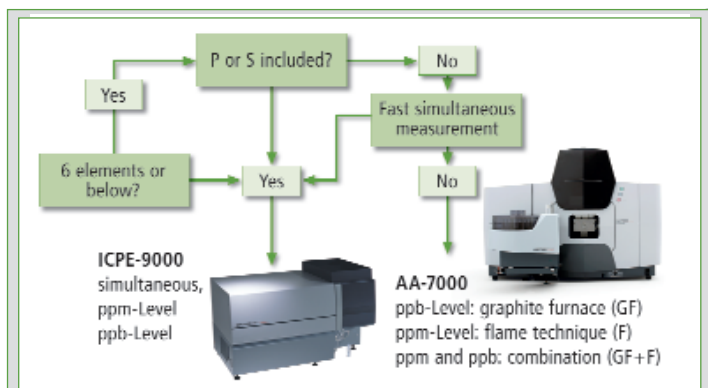 P or S included?
No
Yes
Fast simultaneous
measurement
6 elements or
below?
Yes
No
ICPE-9000
simultaneous,
ppm-Level
ppb-Level
AA-7000
ppb-Level: graphite furnace (GF)
ppm-Level: flame technique (F)
ppm and ppb: combination (GF+F)